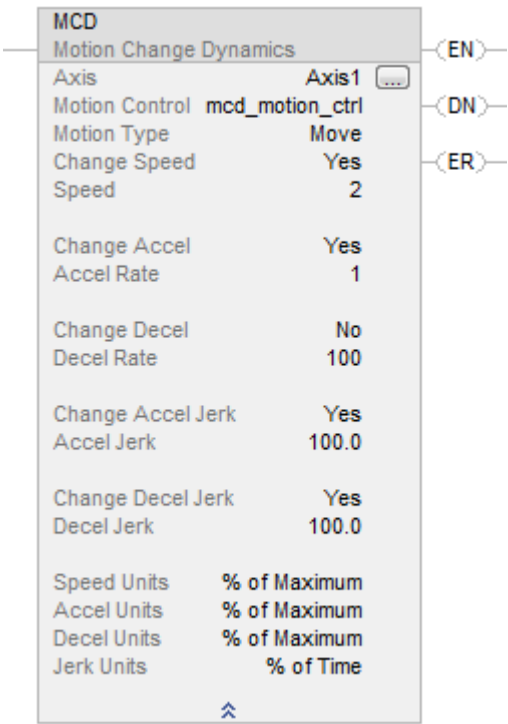 MCD
Motion Change Dynamics
EN
Axis Axis1 ...
Motion Control mcd_motion_ctrl
DN
Motion Type Move
Change Speed Yes
ER
Speed 2
Change Accel Yes
Accel Rate 1
Change Decel No
Decel Rate 100
Change Accel Jerk Yes
Accel Jerk 100.0
Change Decel Jerk Yes
Decel Jerk 100.0
Speed Units % of Maximum
Accel Units % of Maximum
Decel Units % of Maximum
Jerk Units % of Time